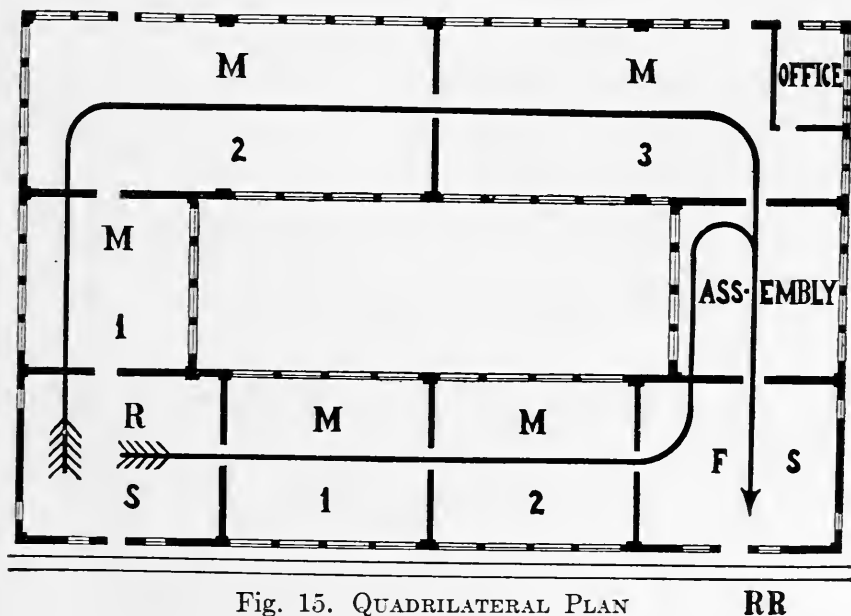 M M OFFICE
2 3
M
1 ASS- EMBLY
R M M F S
S 1 2
Fig. 15. QUADRILATERAL PLAN RR